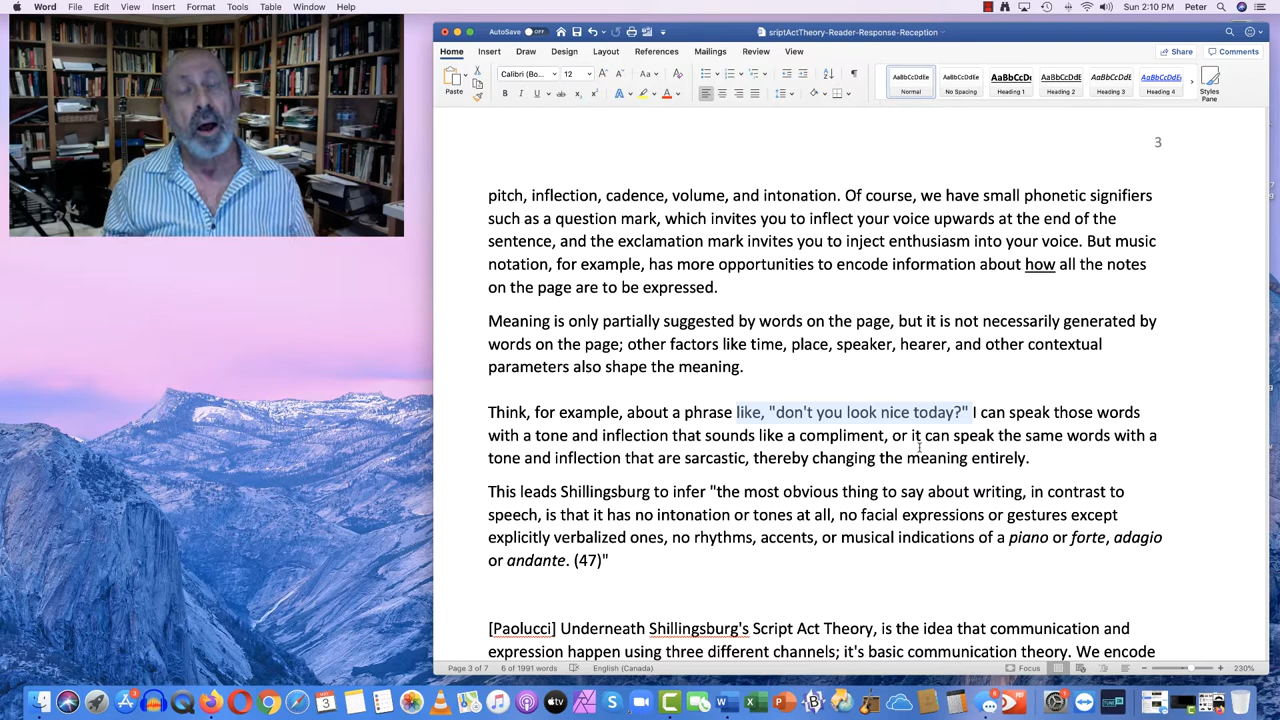 Word File Edit View Insert Format Tools Table Window Help Sun 2:10 PM Peter
AutoSave OFF sriptActTheory-Reader-Response-Reception
Home Insert Draw Design Layout References Mailings Review View Share Comments
Paste Calibri (Bo... 12 AaBbCcDdEe AaBbCcDdEe AaBbCcD AaBbCcDdE AaBbCcDdE AaBbCcDdE
Normal No Spacing Heading 1 Heading 2 Heading 3 Heading 4 Styles Pane
3
pitch, inflection, cadence, volume, and intonation. Of course, we have small phonetic signifiers
such as a question mark, which invites you to inflect your voice upwards at the end of the
sentence, and the exclamation mark invites you to inject enthusiasm into your voice. But music
notation, for example, has more opportunities to encode information about how all the notes
on the page are to be expressed.
Meaning is only partially suggested by words on the page, but it is not necessarily generated by
words on the page; other factors like time, place, speaker, hearer, and other contextual
parameters also shape the meaning.
Think, for example, about a phrase like, "don't you look nice today?" I can speak those words
with a tone and inflection that sounds like a compliment, or it can speak the same words with a
tone and inflection that are sarcastic, thereby changing the meaning entirely.
This leads Shillingsburg to infer "the most obvious thing to say about writing, in contrast to
speech, is that it has no intonation or tones at all, no facial expressions or gestures except
explicitly verbalized ones, no rhythms, accents, or musical indications of a piano or forte, adagio
or andante. (47)"
[Paolucci] Underneath Shillingsburg's Script Act Theory, is the idea that communication and
expression happen using three different channels; it's basic communication theory. We encode
Page 3 of 7 6 of 1991 words English (Canada) Focus 230%